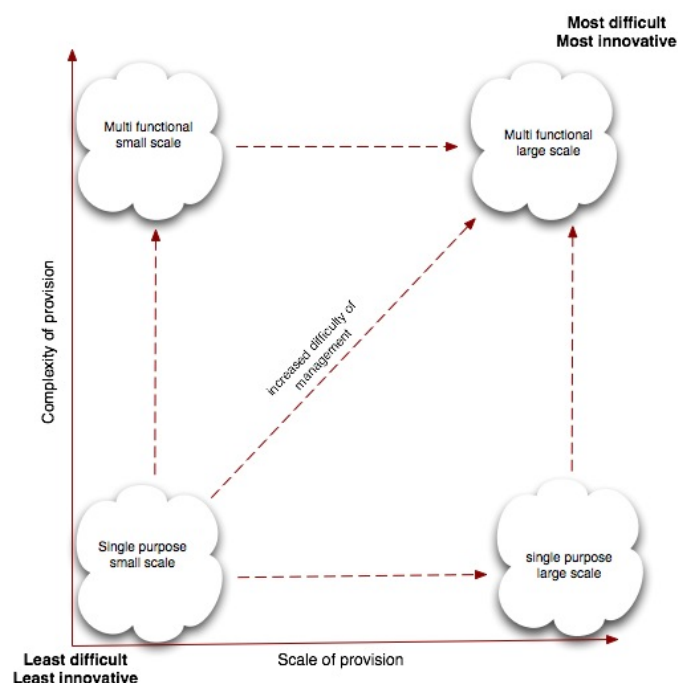 Most difficult
Most innovative
Multi functional
small scale
Multi functional
large scale
Complexity of provision
increased difficulty of
management
Single purpose
small scale
single purpose
large scale
Least difficult
Least innovative
Scale of provision